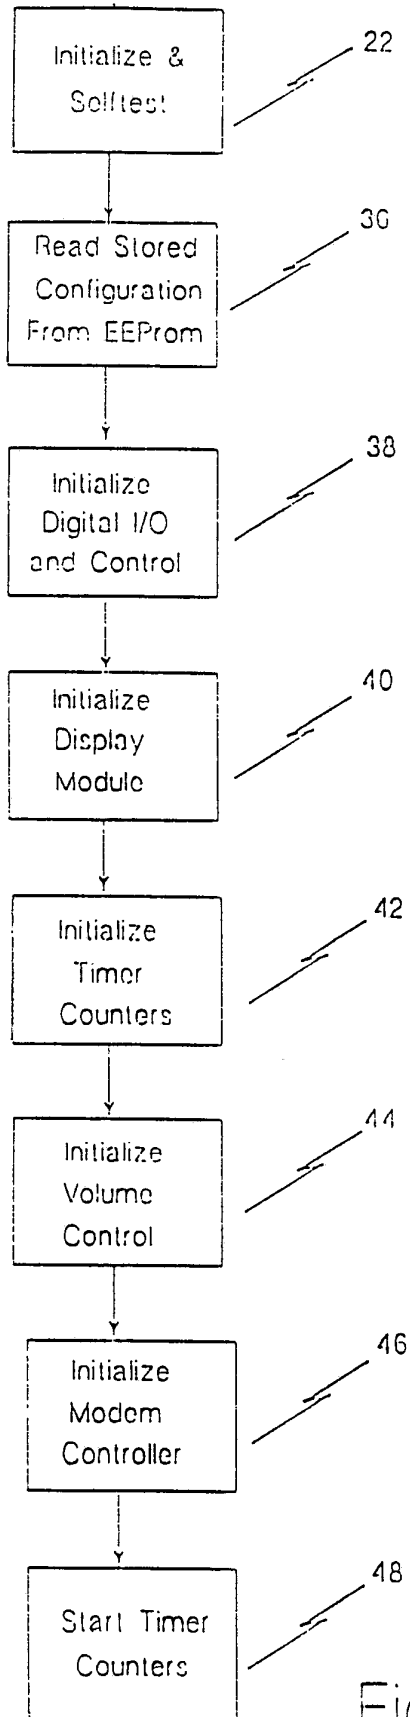 Initialize &
Selftest
22
Read Stored
Configuration
From EEProm
36
Initialize
Digital I/O
and Control
38
Initialize
Display
Module
40
Initialize
Timer
Counters
42
Initialize
Volume
Control
44
Initialize
Modem
Controller
46
Start Timer
Counters
48